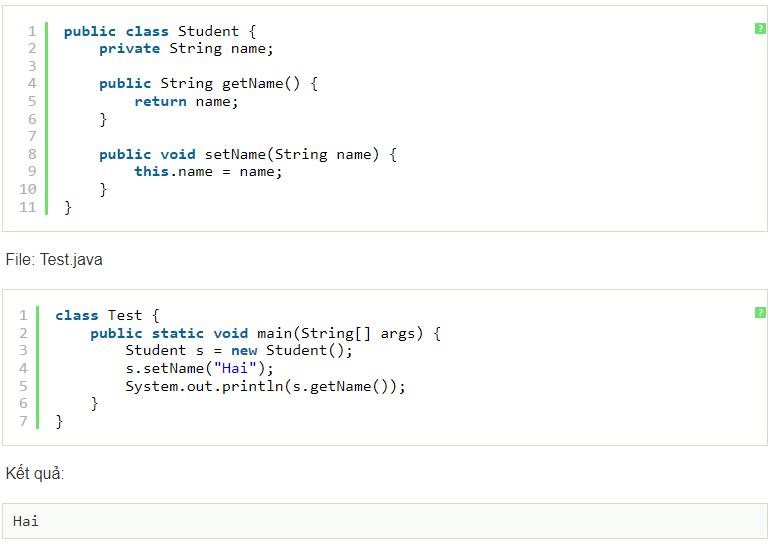 1 public class Student {
2     private String name;
3
4     public String getName() {
5         return name;
6     }
7
8     public void setName(String name) {
9         this.name = name;
10     }
11 }
?
File: Test.java
1 class Test {
2     public static void main(String[] args) {
3         Student s = new Student();
4         s.setName("Hai");
5         System.out.println(s.getName());
6     }
7 }
?
Kết quả:
Hai